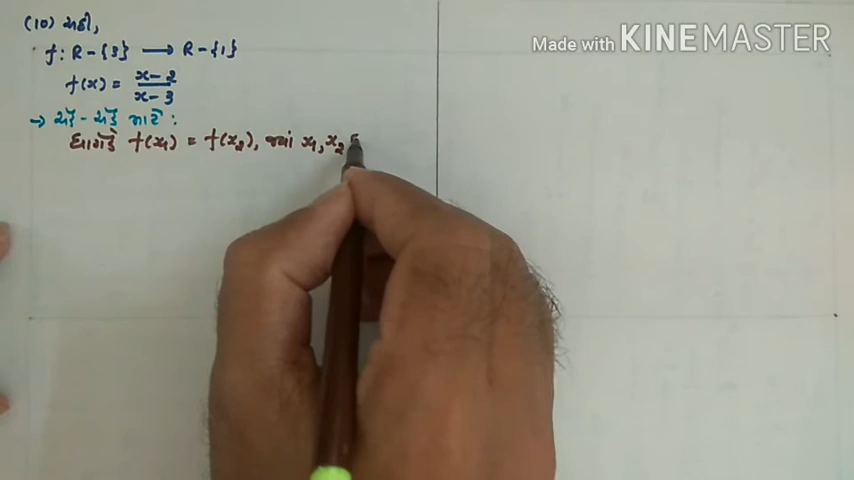 (10) અહીં,
f: R - {3} → R - {1}
f(x) = x-2 / x-3
→ એક-એક માટે:
ધારોકે f(x₁) = f(x₂), જ્યાં x₁, x₂
Made with KINEMASTER